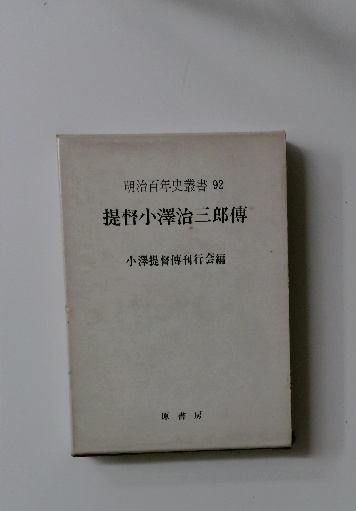 明治百年史叢書 92
提督小澤治三郎傳
小澤提督傳刊行会編
原書房